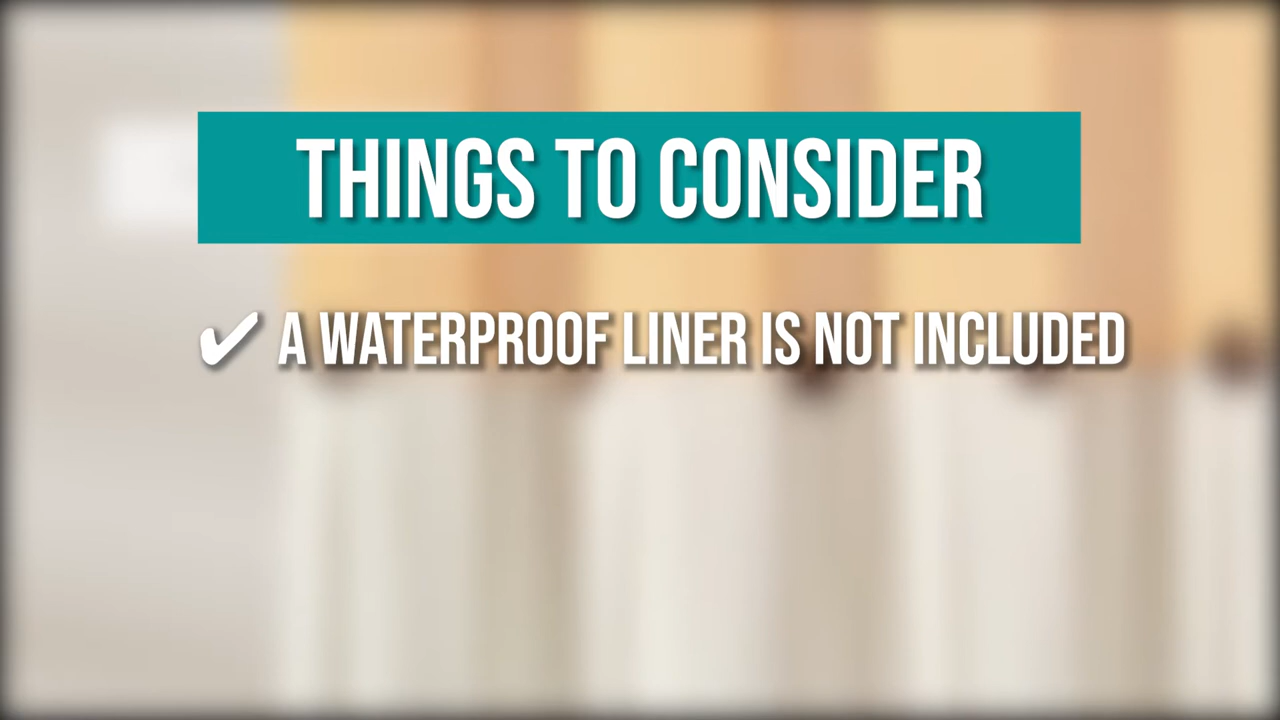 THINGS TO CONSIDER
✔ A WATERPROOF LINER IS NOT INCLUDED